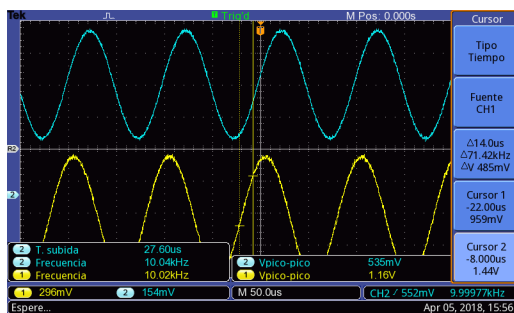 Tek Trig'd M Pos: 0.000s Cursor
Tipo
Tiempo
Fuente
CH1
Δ14.0us
Δ71.42kHz
ΔV 485mV
Cursor 1
-22.00us
959mV
Cursor 2
-8.000us
1.44V
T
R2
2
2 T. subida 27.60us
2 Frecuencia 10.04kHz
1 Frecuencia 10.02kHz
2 Vpico-pico 535mV
1 Vpico-pico 1.16V
1 296mV 2 154mV M 50.0us CH2 ∕ 552mV 9.99977kHz
Espere... Apr 05, 2018, 15:56